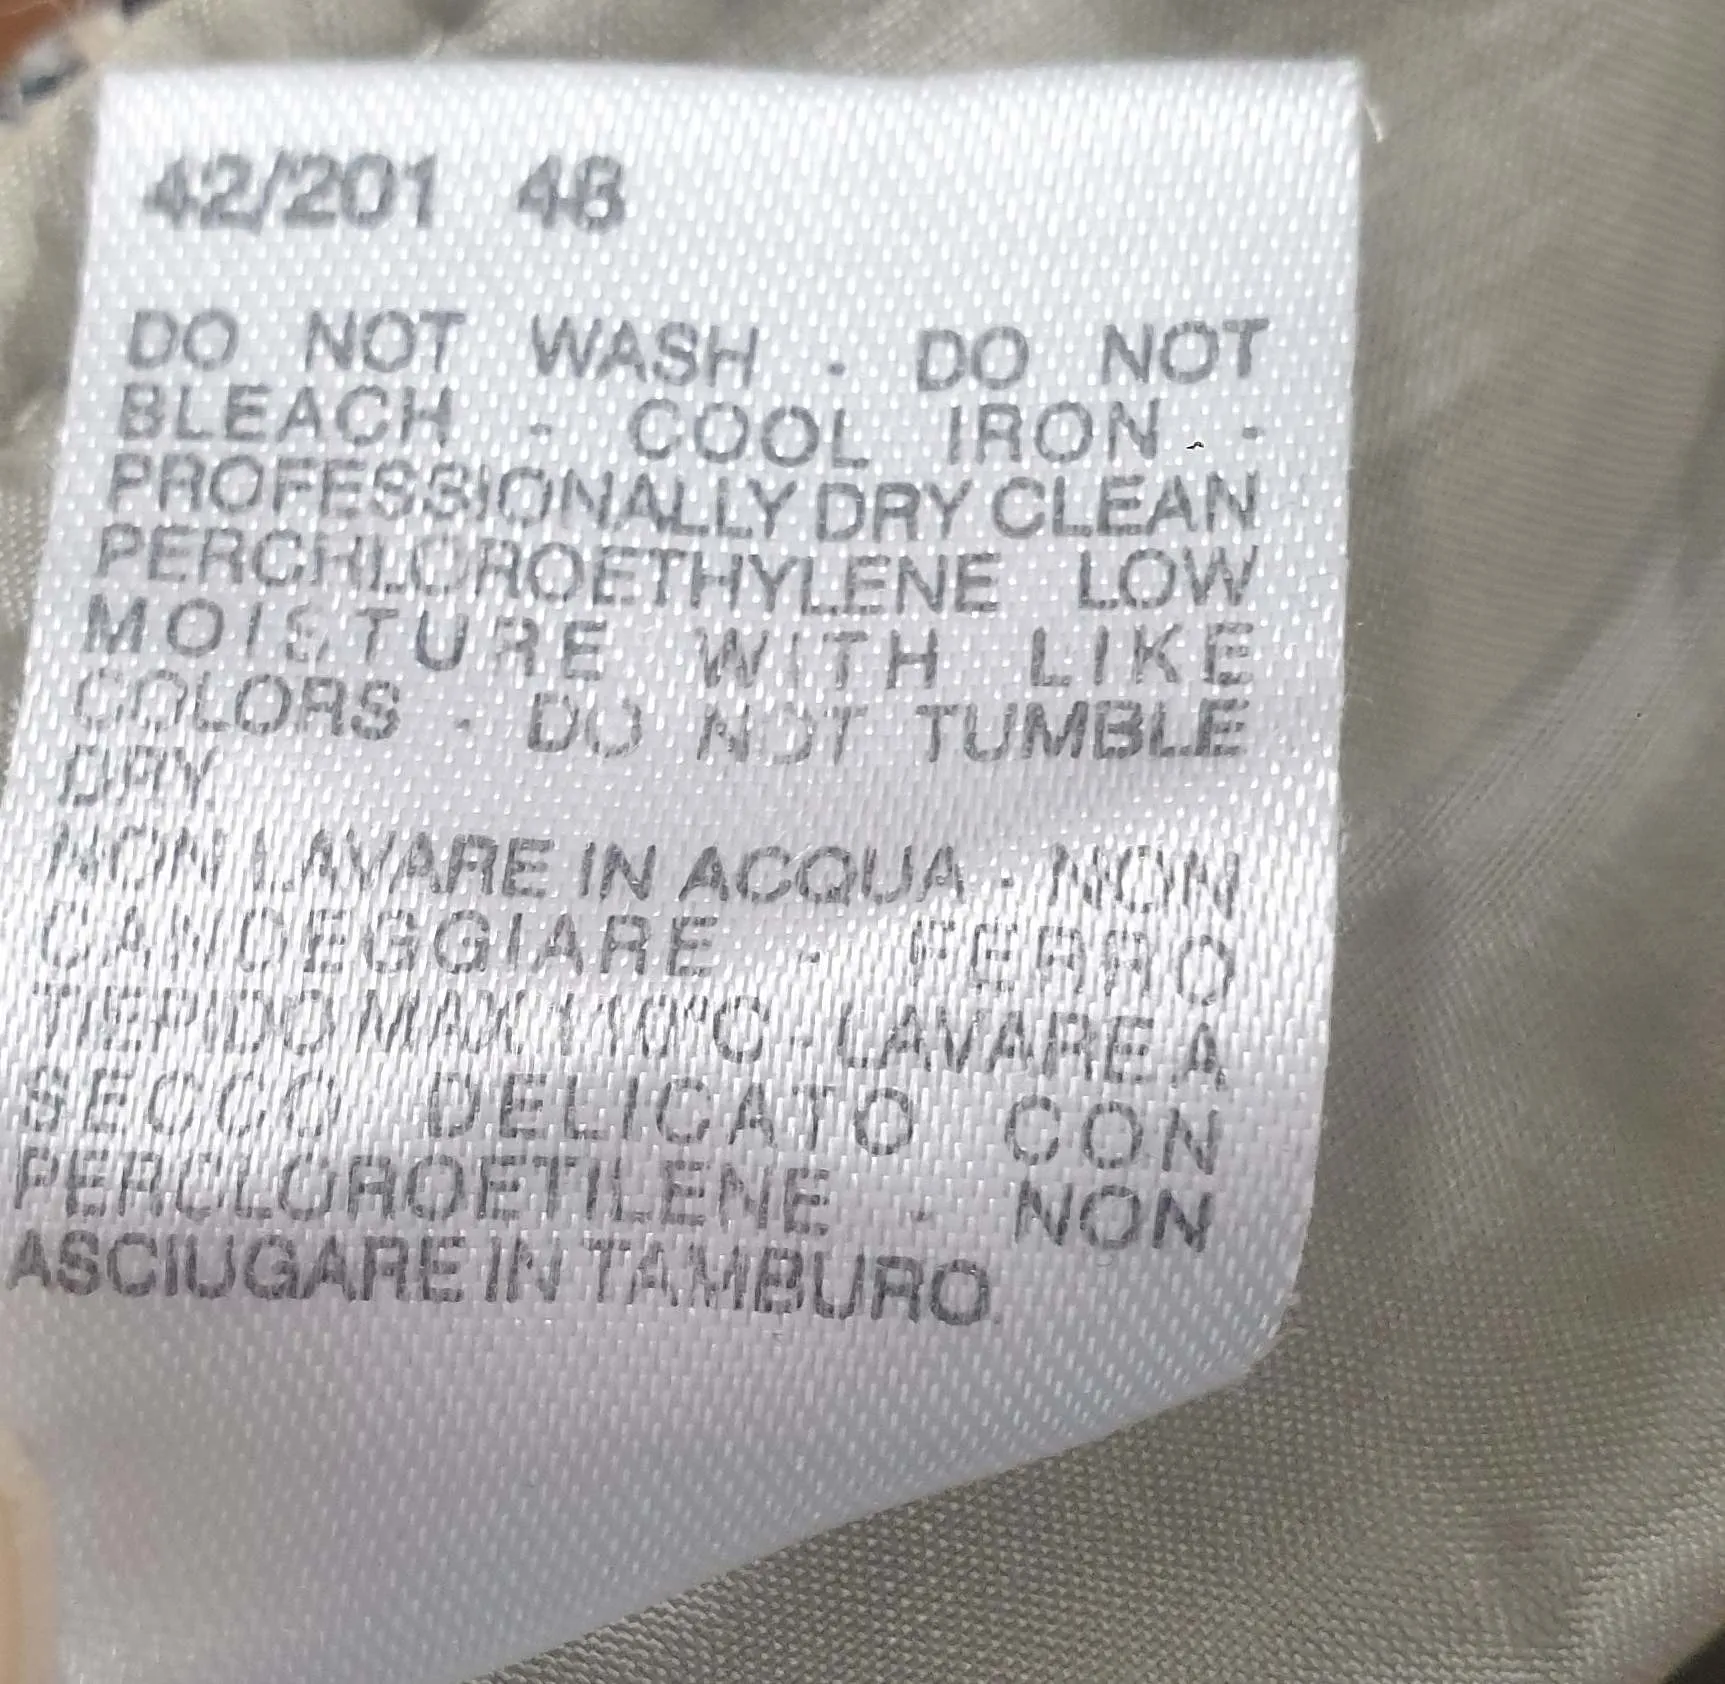 42/201 48
DO NOT WASH - DO NOT
BLEACH - COOL IRON -
PROFESSIONALLY DRY CLEAN
PERCHLOROETHYLENE LOW
MOISTURE WITH LIKE
COLORS - DO NOT TUMBLE
DRY.
NON LAVARE IN ACQUA - NON
CANDEGGIARE - FERRO
TIEPIDO MAX 110°C - LAVARE A
SECCO DELICATO CON
PERCLOROETILENE - NON
ASCIUGARE IN TAMBURO.